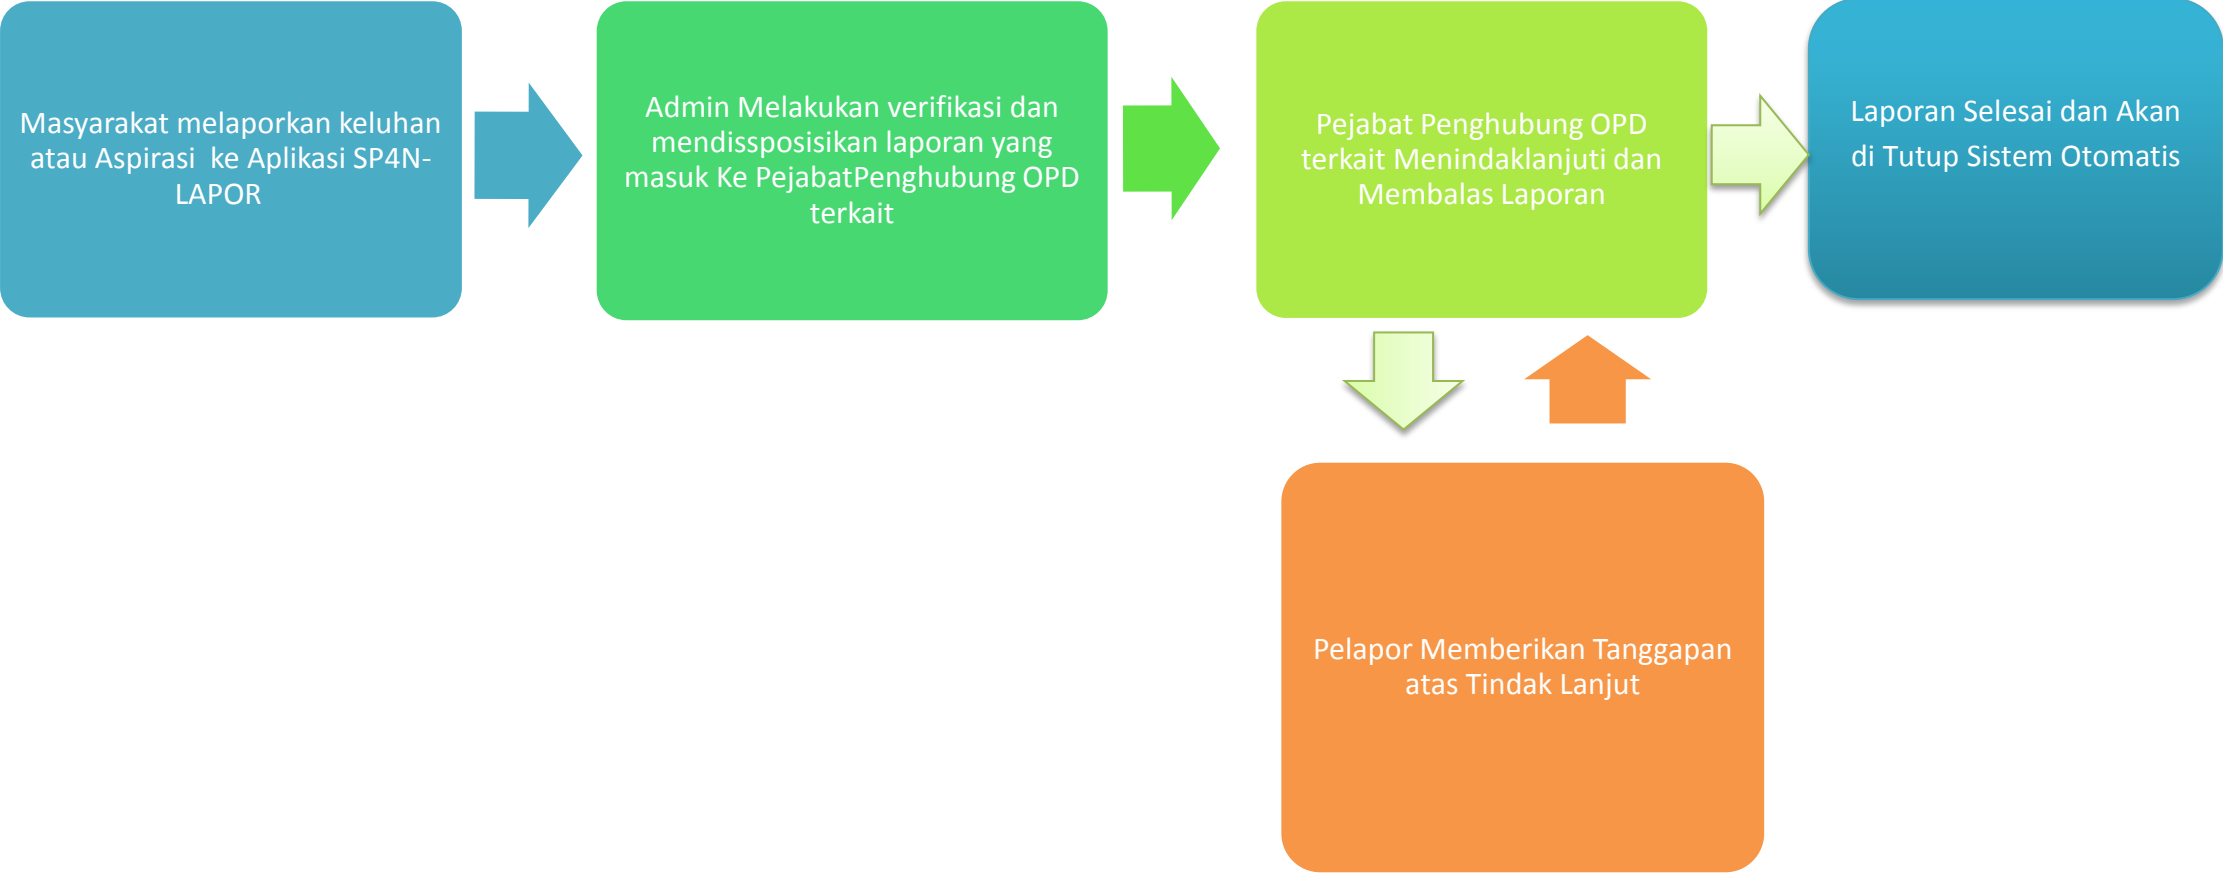 Masyarakat melaporkan keluhan
atau Aspirasi  ke Aplikasi SP4N-
LAPOR
Admin Melakukan verifikasi dan
mendissposisikan laporan yang
masuk Ke PejabatPenghubung OPD
terkait
Pejabat Penghubung OPD
terkait Menindaklanjuti dan
Membalas Laporan
Laporan Selesai dan Akan
di Tutup Sistem Otomatis
Pelapor Memberikan Tanggapan
atas Tindak Lanjut